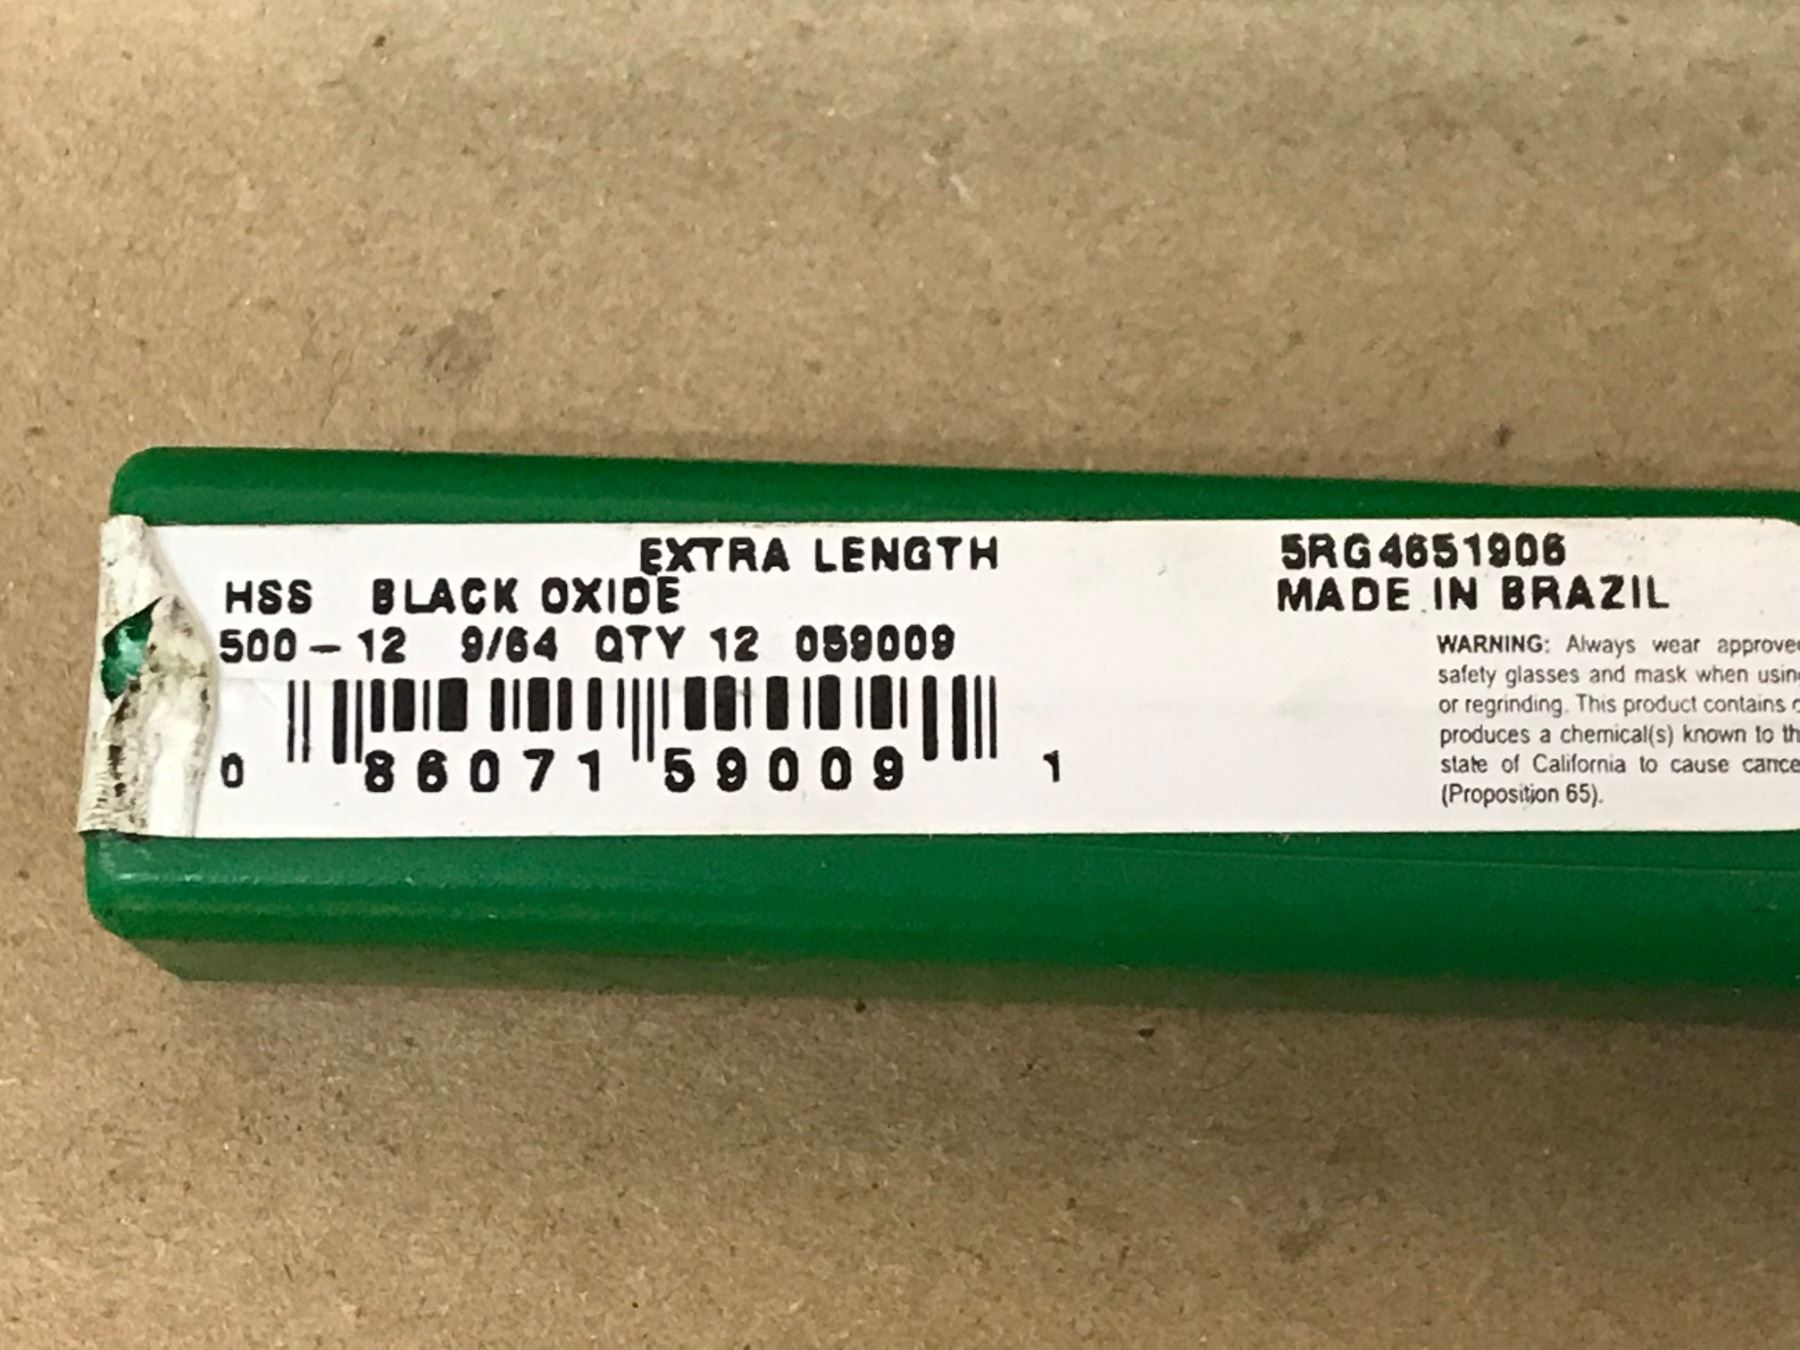 EXTRA LENGTH
HSS BLACK OXIDE
500-12 9/64 QTY 12 059009
0 86071 59009 1
5RG4651906
MADE IN BRAZIL
WARNING: Always wear approved
safety glasses and mask when using
or regrinding. This product contains
produces a chemical(s) known to the
state of California to cause cancer
(Proposition 65).